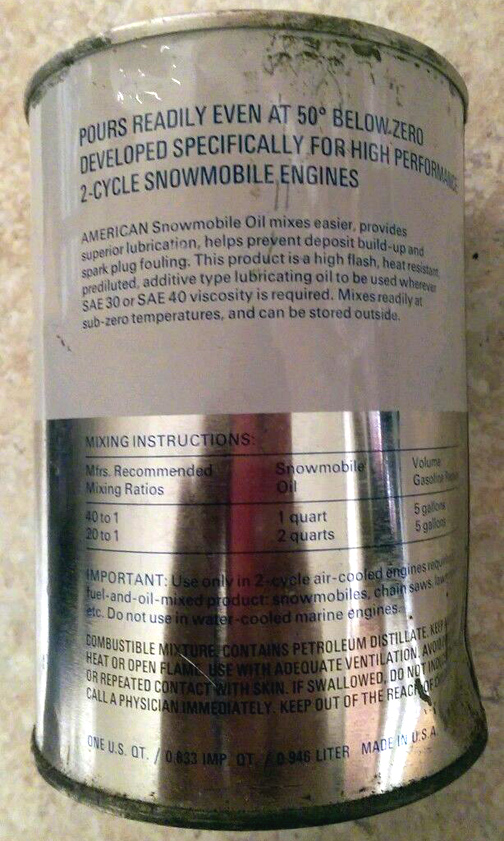 POURS READILY EVEN AT 50° BELOW ZERO
DEVELOPED SPECIFICALLY FOR HIGH PERFORMANCE
2-CYCLE SNOWMOBILE ENGINES
AMERICAN Snowmobile Oil mixes easier, provides
superior lubrication, helps prevent deposit build-up and
spark plug fouling. This product is a high flash, heat resistant,
prediluted, additive type lubricating oil to be used wherever
SAE 30 or SAE 40 viscosity is required. Mixes readily at
sub-zero temperatures, and can be stored outside.
MIXING INSTRUCTIONS:
Mfrs. Recommended Snowmobile Volume
Mixing Ratios Oil Gasoline
40 to 1 1 quart 5 gallons
20 to 1 2 quarts 5 gallons
IMPORTANT: Use only in 2-cycle air-cooled engines
fuel-and-oil-mixed product: snowmobiles, chain saws,
etc. Do not use in water-cooled marine engines.
COMBUSTIBLE MIXTURE. CONTAINS PETROLEUM DISTILLATE. KEEP
HEAT OR OPEN FLAME. USE WITH ADEQUATE VENTILATION. AVOID
OR REPEATED CONTACT WITH SKIN. IF SWALLOWED, DO NOT
CALL A PHYSICIAN IMMEDIATELY. KEEP OUT OF THE REACH OF
ONE U.S. QT. / 0.833 IMP. QT. / 0.946 LITER MADE IN U.S.A.